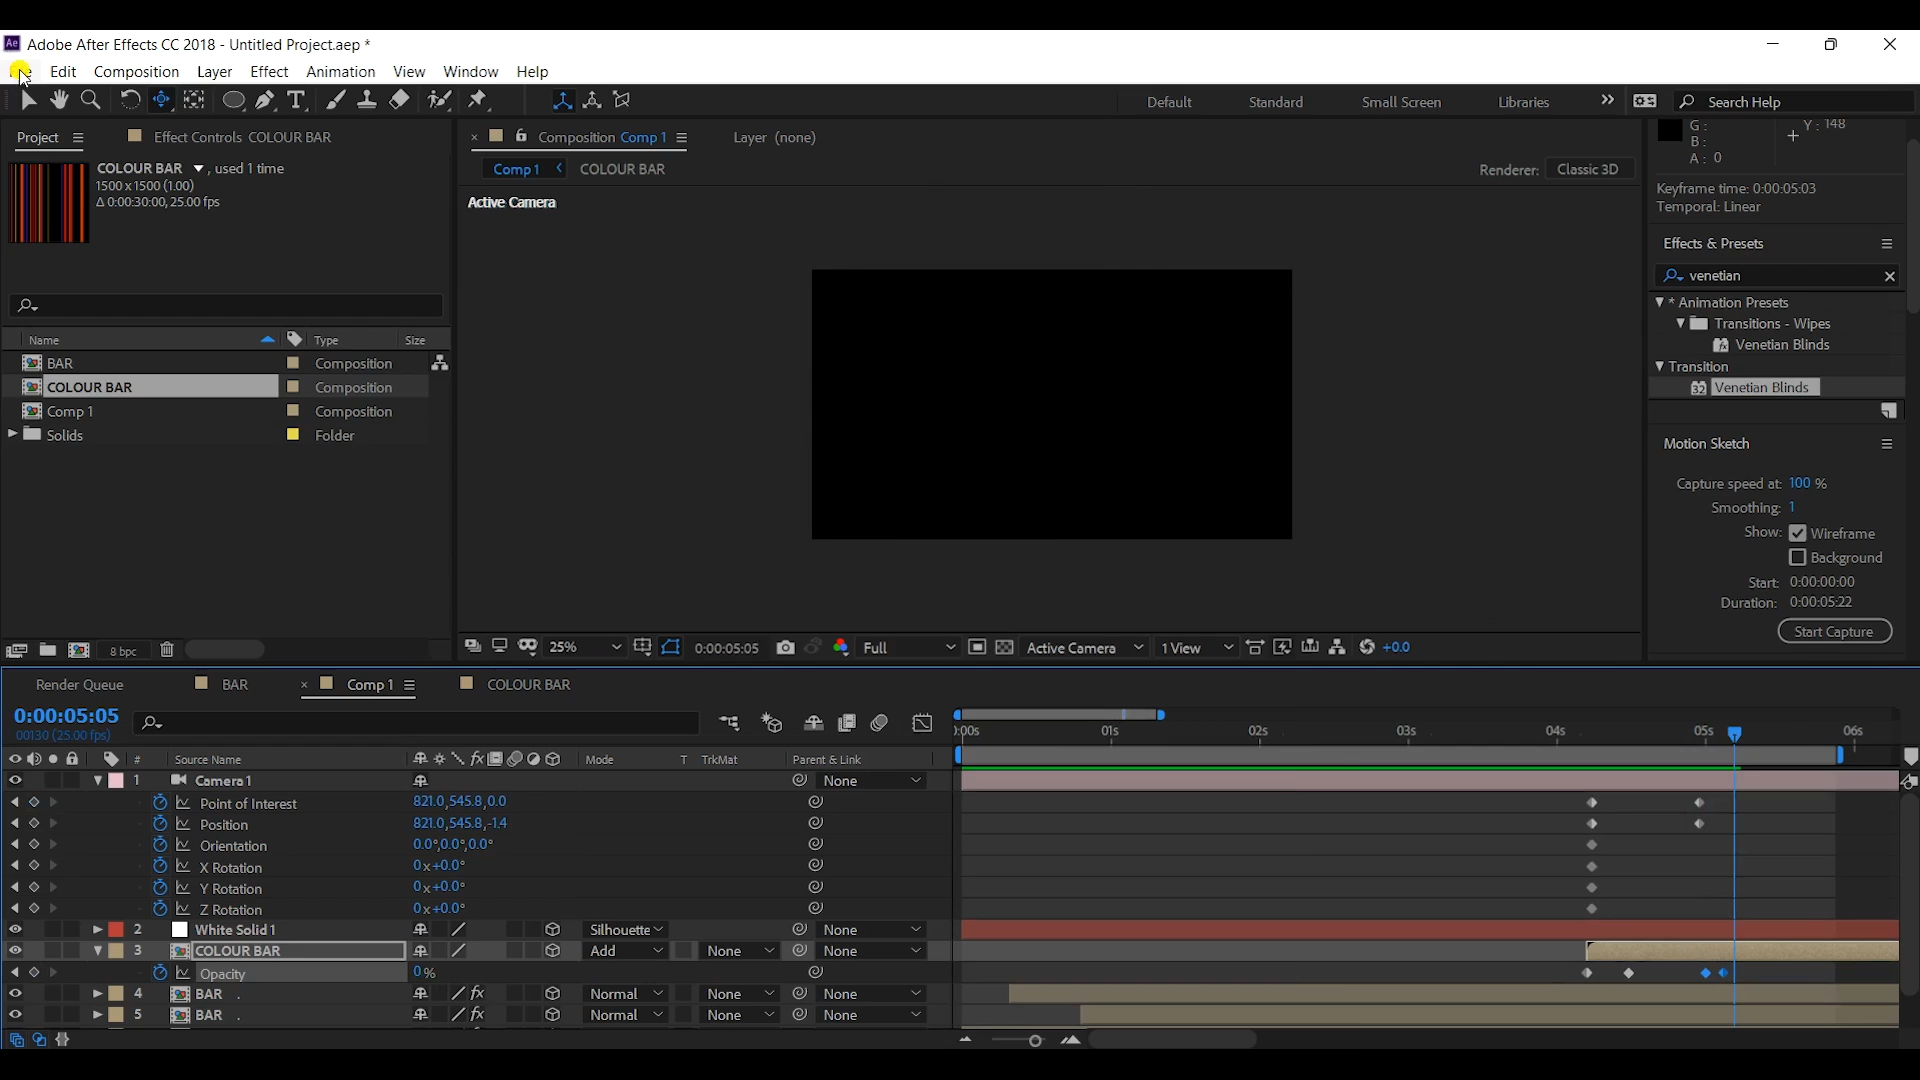 Adobe After Effects CC 2018 - Untitled Project.aep *
Edit Composition Layer Effect Animation View Window Help
Default Standard Small Screen Libraries Search Help
Project Effect Controls COLOUR BAR
COLOUR BAR , used 1 time
1500 x 1500 (1.00)
Δ 0:00:30:00, 25.00 fps
Name Type Size
BAR Composition
COLOUR BAR Composition
Comp 1 Composition
Solids Folder
8 bpc
Composition Comp 1 Layer (none)
Comp 1 COLOUR BAR Renderer: Classic 3D
Active Camera
25% 0:00:05:05 Full Active Camera 1 View +0.0
G:
B:
A: 0
Y: 148
Keyframe time: 0:00:05:03
Temporal: Linear
Effects & Presets
venetian
* Animation Presets
Transitions - Wipes
Venetian Blinds
Transition
32 Venetian Blinds
Motion Sketch
Capture speed at: 100 %
Smoothing: 1
Show: Wireframe
Background
Start: 0:00:00:00
Duration: 0:00:05:22
Start Capture
Render Queue BAR Comp 1 COLOUR BAR
0:00:05:05
00130 (25.00 fps)
:00s 01s 02s 03s 04s 05s 06s
# Source Name Mode T TrkMat Parent & Link
1 Camera 1 None
Point of Interest 821.0,545.8,0.0
Position 821.0,545.8,-1.4
Orientation 0.0°,0.0°,0.0°
X Rotation 0x+0.0°
Y Rotation 0x+0.0°
Z Rotation 0x+0.0°
2 White Solid 1 Silhouette None
3 COLOUR BAR Add None None
Opacity 0%
4 BAR . fx Normal None None
5 BAR . fx Normal None None